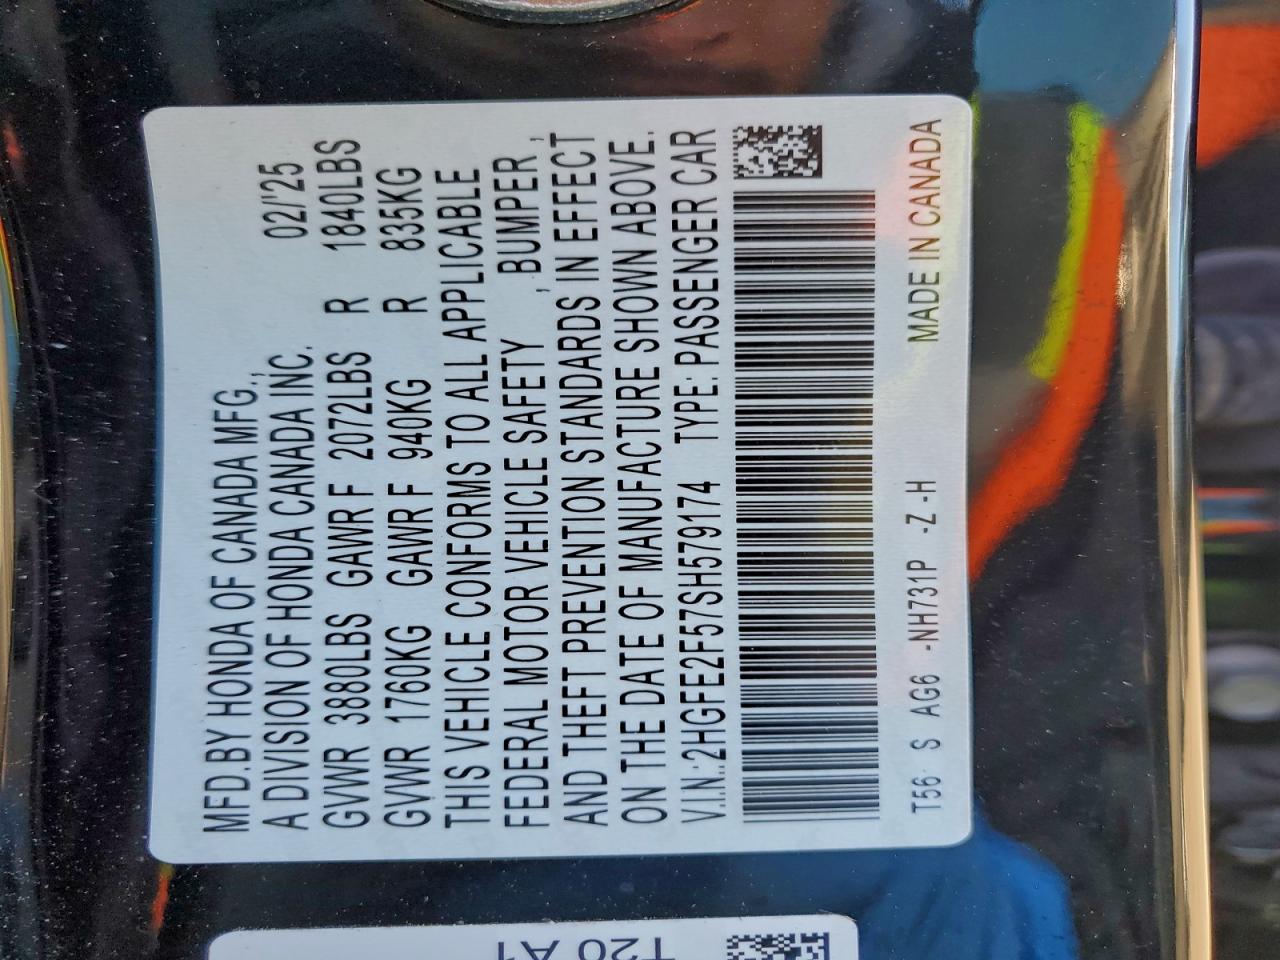 MFD.BY HONDA OF CANADA MFG.,
A DIVISION OF HONDA CANADA INC. 02/'25
GVWR 3880LBS GAWR F 2072LBS R 1840LBS
GVWR 1760KG GAWR F 940KG R 835KG
THIS VEHICLE CONFORMS TO ALL APPLICABLE
FEDERAL MOTOR VEHICLE SAFETY , BUMPER ,
AND THEFT PREVENTION STANDARDS IN EFFECT
ON THE DATE OF MANUFACTURE SHOWN ABOVE.
V.I.N.:2HGFE2F57SH579174 TYPE: PASSENGER CAR
T56 S AG6 -NH731P -Z -H MADE IN CANADA
T20 A1